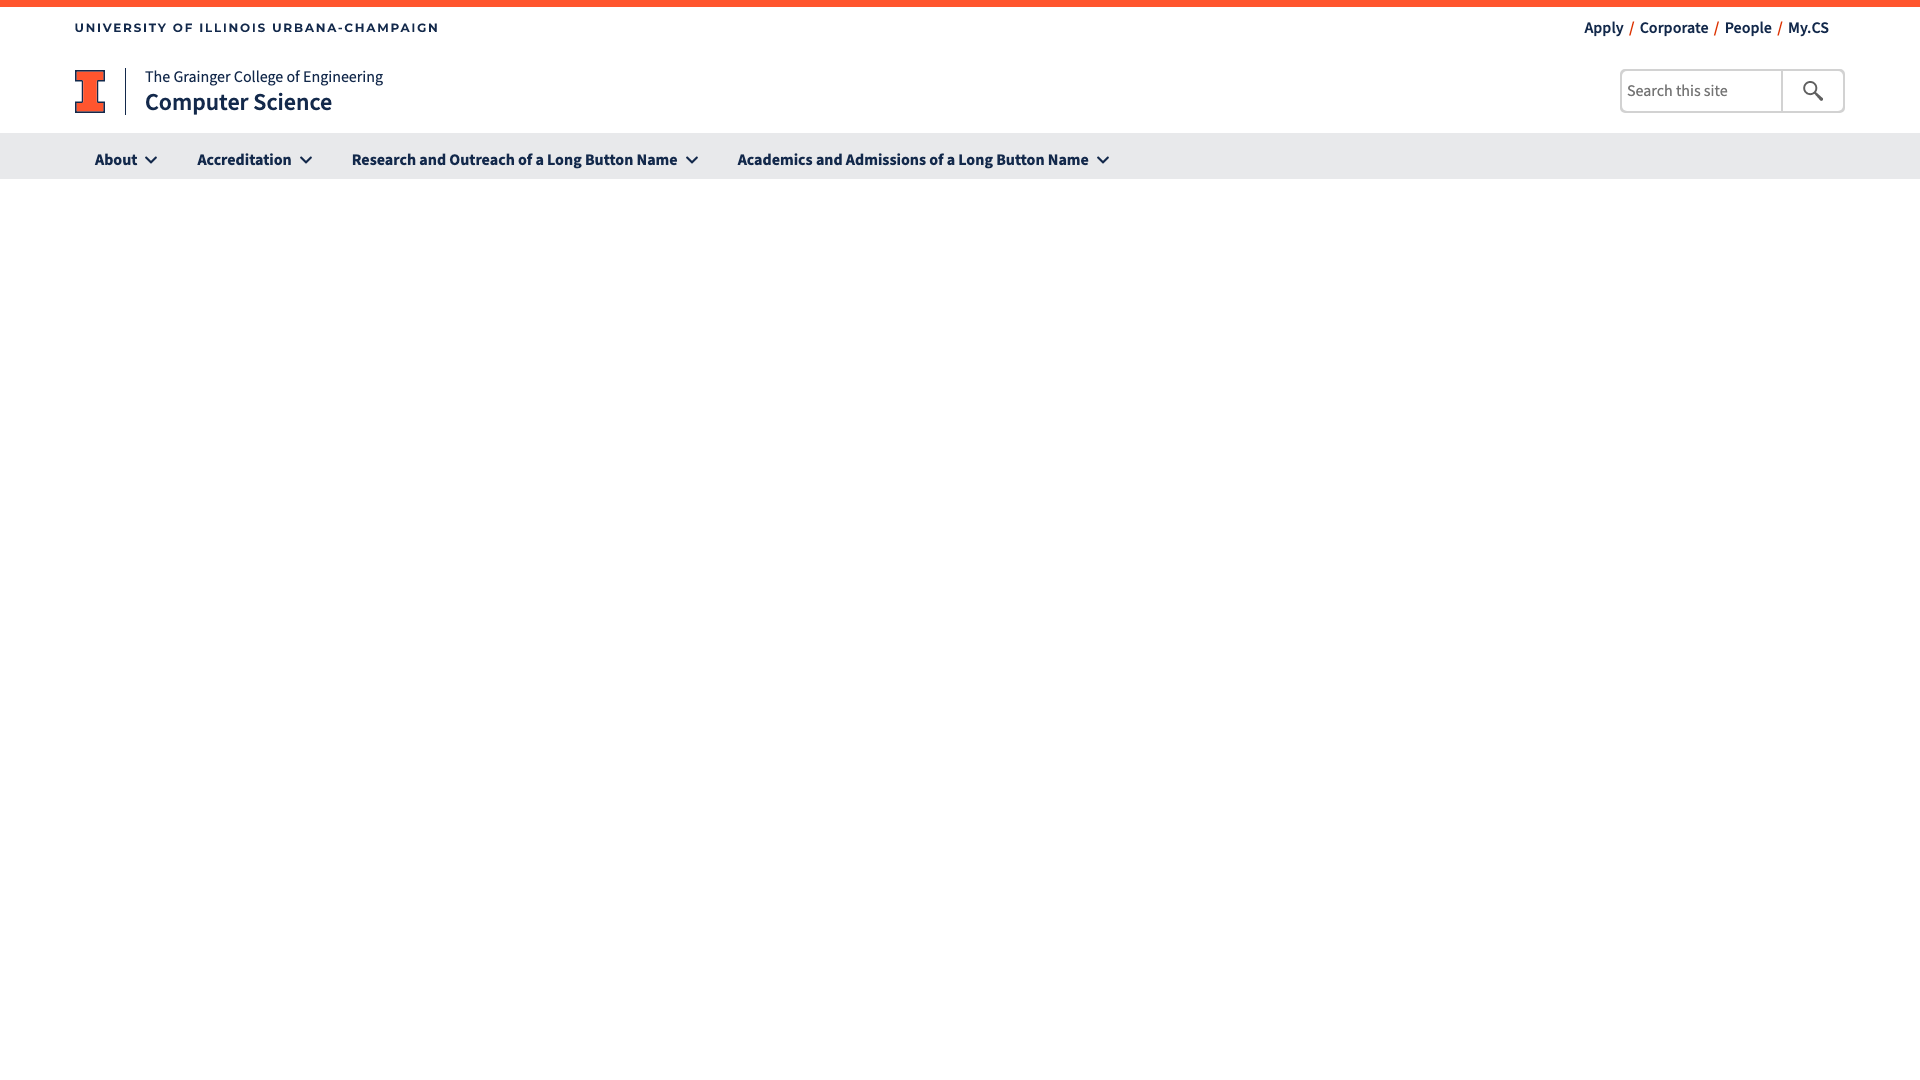 UNIVERSITY OF ILLINOIS URBANA-CHAMPAIGN
Apply / Corporate / People / My.CS
The Grainger College of Engineering
Computer Science
Search this site
About
Accreditation
Research and Outreach of a Long Button Name
Academics and Admissions of a Long Button Name